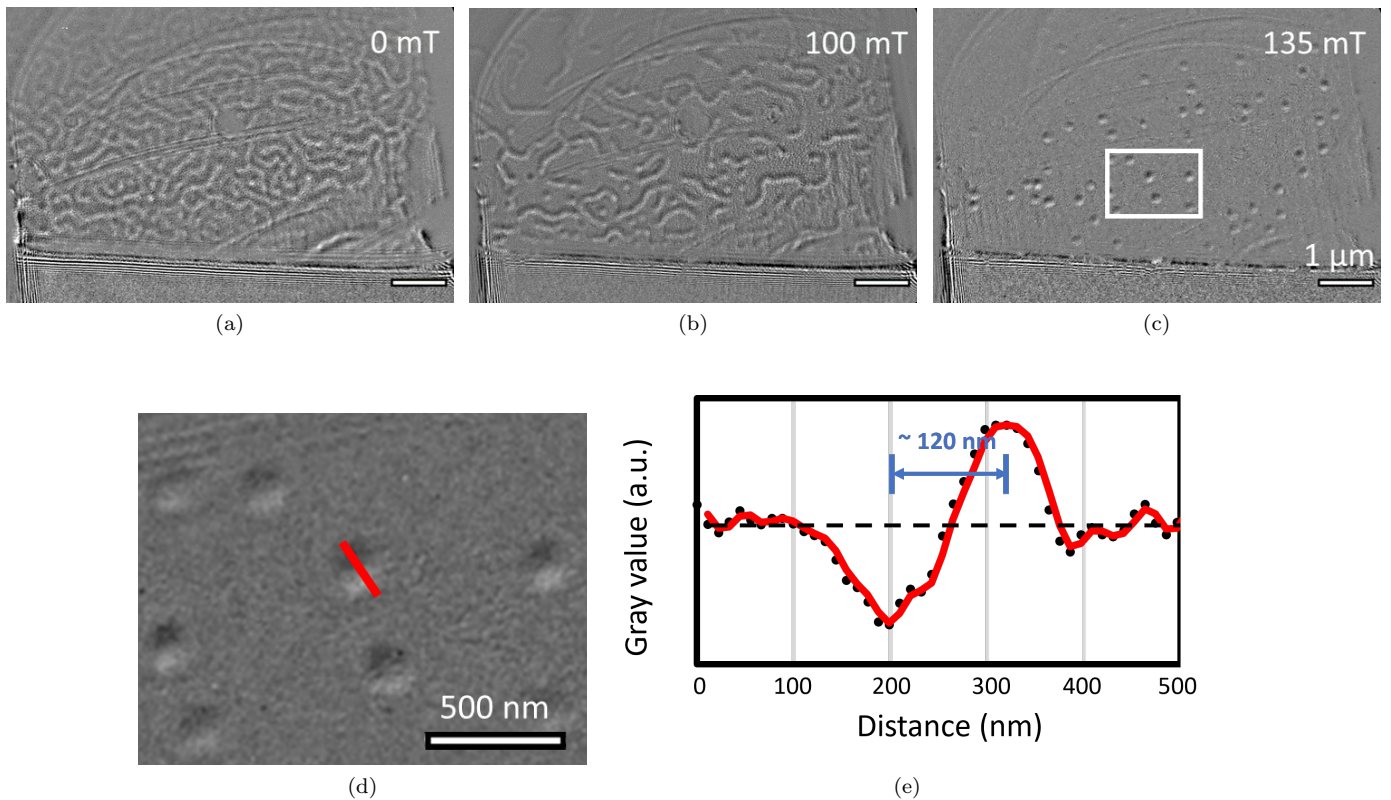 0 mT
100 mT
135 mT
1 μm
(a)
(b)
(c)
500 nm
(d)
Gray value (a.u.)
~ 120 nm
0 100 200 300 400 500
Distance (nm)
(e)